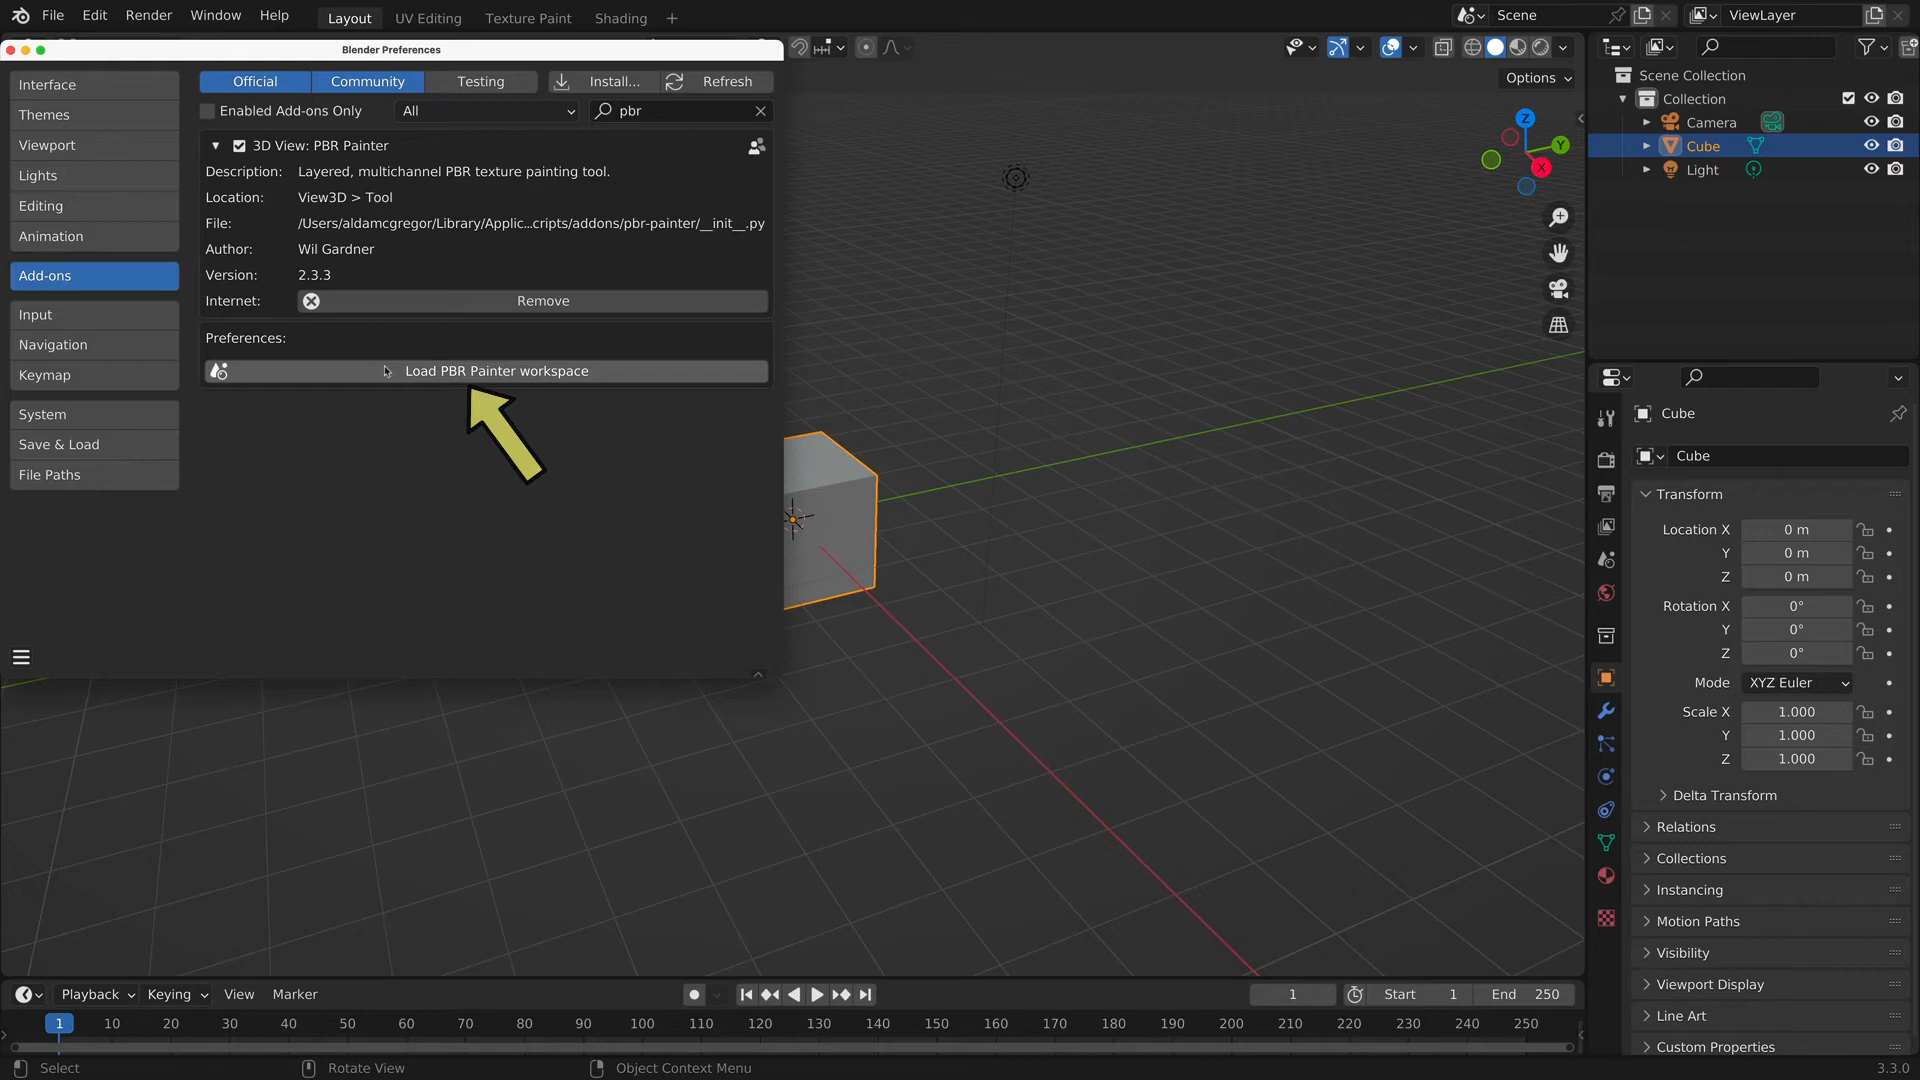 File Edit Render Window Help Layout UV Editing Texture Paint Shading + Scene ViewLayer
Blender Preferences
Options
Interface
Themes
Viewport
Lights
Editing
Animation
Add-ons
Input
Navigation
Keymap
System
Save & Load
File Paths
Official Community Testing Install... Refresh
Enabled Add-ons Only All pbr
3D View: PBR Painter
Description: Layered, multichannel PBR texture painting tool.
Location: View3D > Tool
File: /Users/aldamcgregor/Library/Applic...cripts/addons/pbr-painter/__init__.py
Author: Wil Gardner
Version: 2.3.3
Internet: Remove
Preferences:
Load PBR Painter workspace
Z
Y
X
Scene Collection
Collection
Camera
Cube
Light
Cube
Cube
Transform
Location X 0 m
Y 0 m
Z 0 m
Rotation X 0°
Y 0°
Z 0°
Mode XYZ Euler
Scale X 1.000
Y 1.000
Z 1.000
Delta Transform
Relations
Collections
Instancing
Motion Paths
Visibility
Viewport Display
Line Art
Custom Properties
Playback Keying View Marker 1 Start 1 End 250
1 10 20 30 40 50 60 70 80 90 100 110 120 130 140 150 160 170 180 190 200 210 220 230 240 250
Select Rotate View Object Context Menu 3.3.0